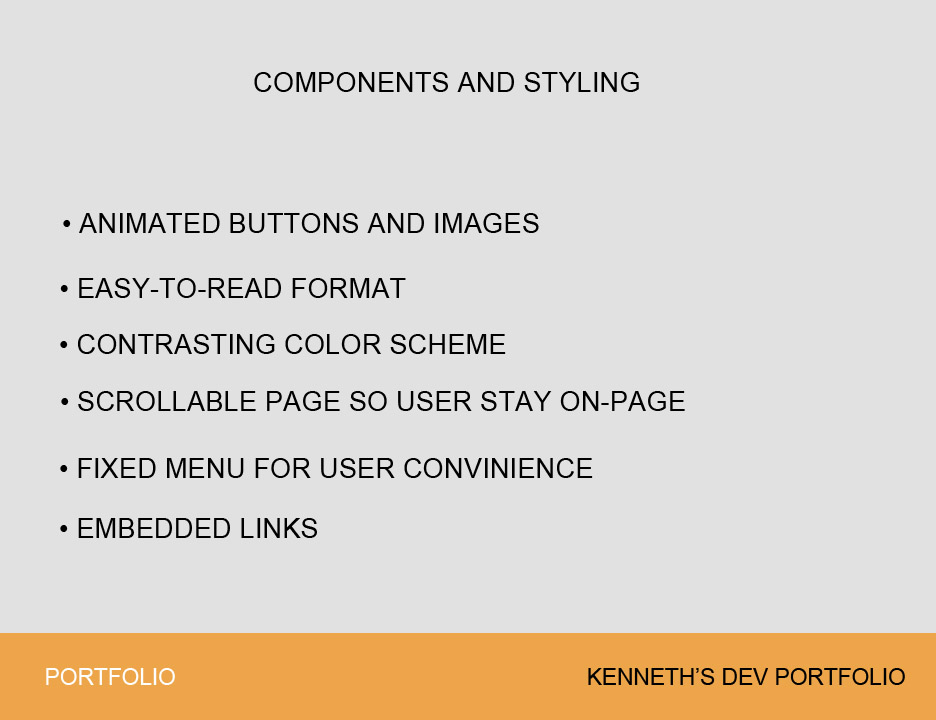 COMPONENTS AND STYLING
• ANIMATED BUTTONS AND IMAGES
• EASY-TO-READ FORMAT
• CONTRASTING COLOR SCHEME
• SCROLLABLE PAGE SO USER STAY ON-PAGE
• FIXED MENU FOR USER CONVINIENCE
• EMBEDDED LINKS
PORTFOLIO
KENNETH’S DEV PORTFOLIO